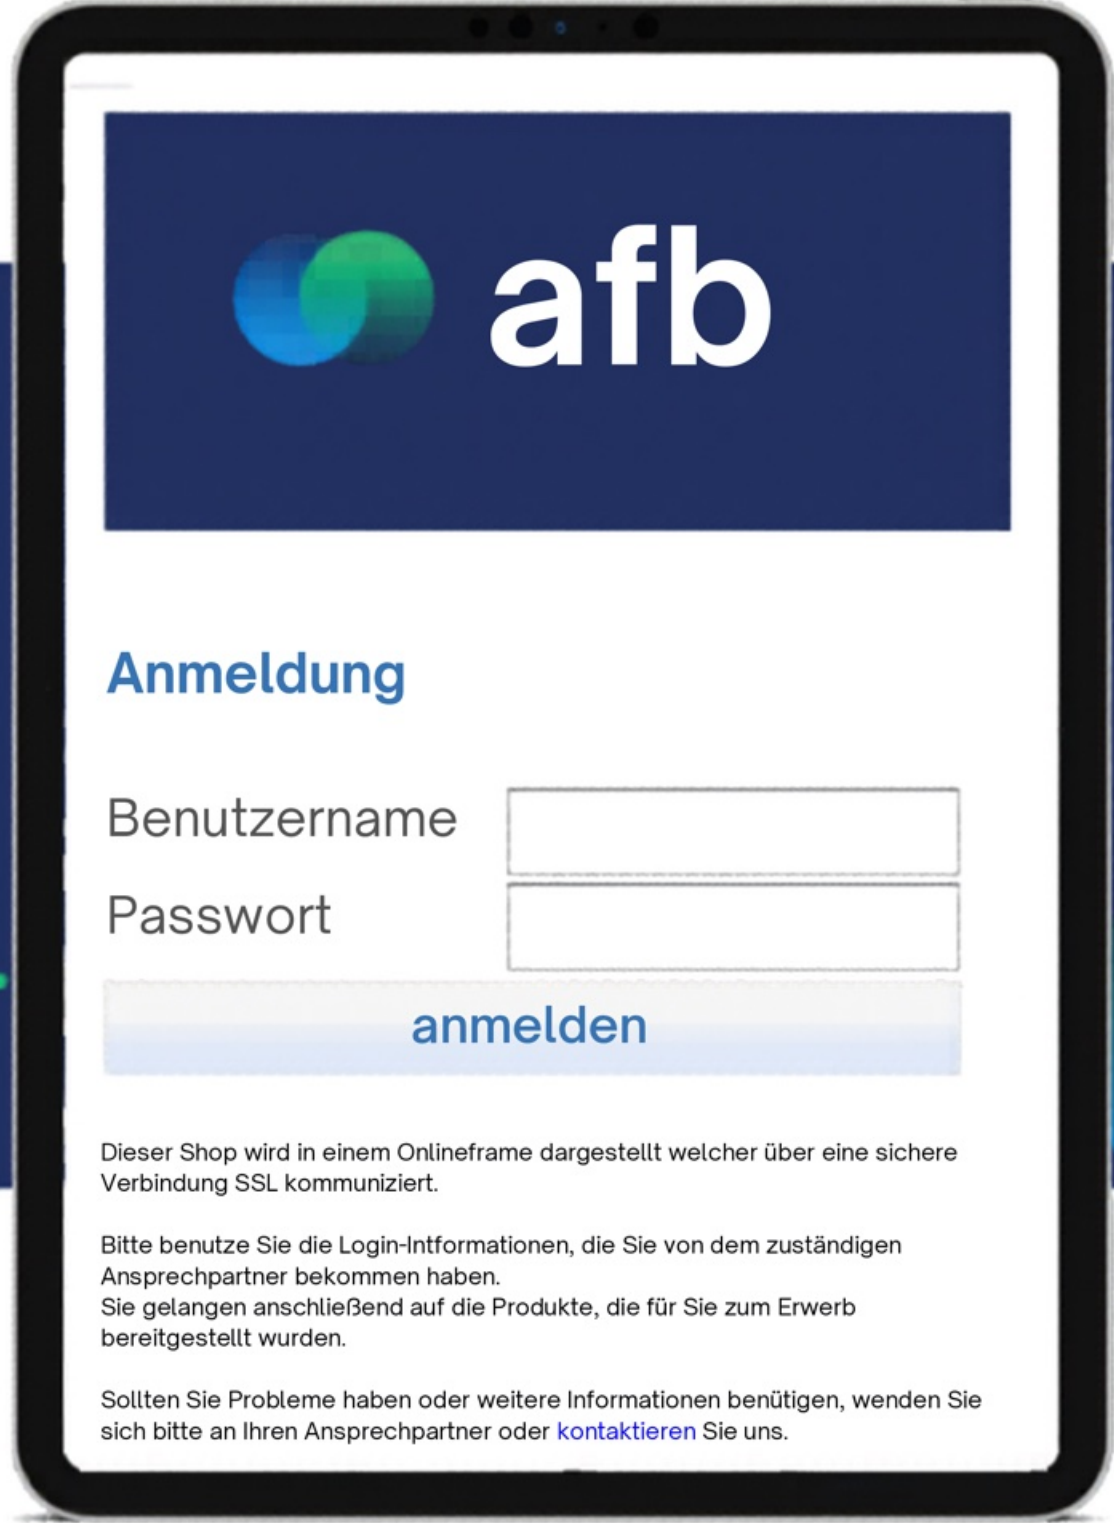 afb
Anmeldung
Benutzername
Passwort
anmelden
Dieser Shop wird in einem Onlineframe dargestellt welcher über eine sichere
Verbindung SSL kommuniziert.
Bitte benutze Sie die Login-Intformationen, die Sie von dem zuständigen
Ansprechpartner bekommen haben.
Sie gelangen anschließend auf die Produkte, die für Sie zum Erwerb
bereitgestellt wurden.
Sollten Sie Probleme haben oder weitere Informationen benütigen, wenden Sie
sich bitte an Ihren Ansprechpartner oder kontaktieren Sie uns.